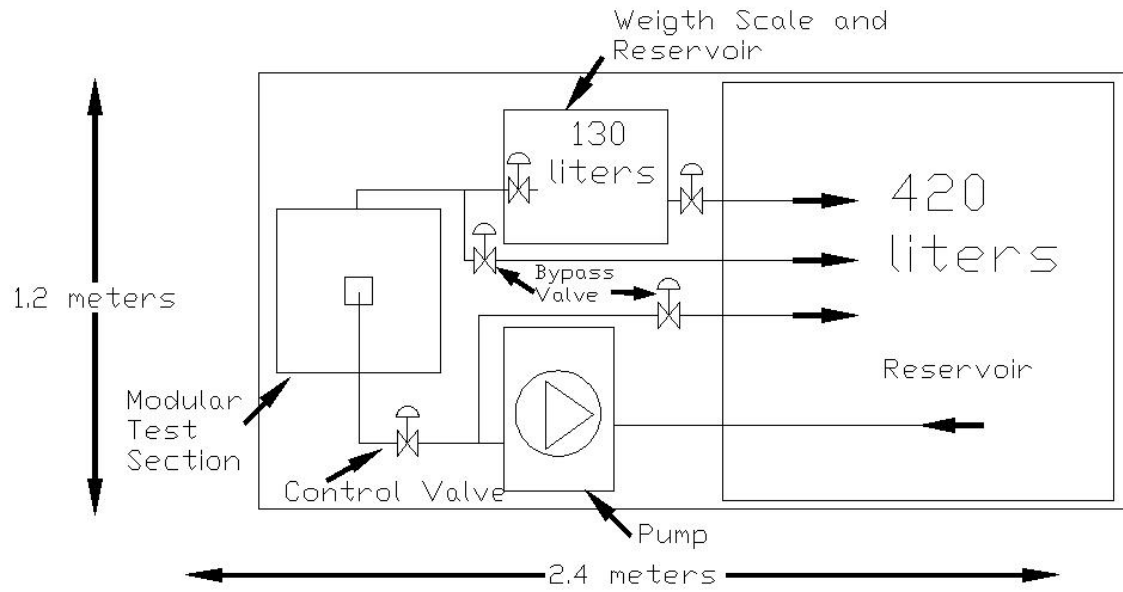 Weigth Scale and
Reservoir
130
liters
420
liters
Bypass
Valve
1.2 meters
Reservoir
Modular
Test
Section
Control Valve
Pump
2.4 meters